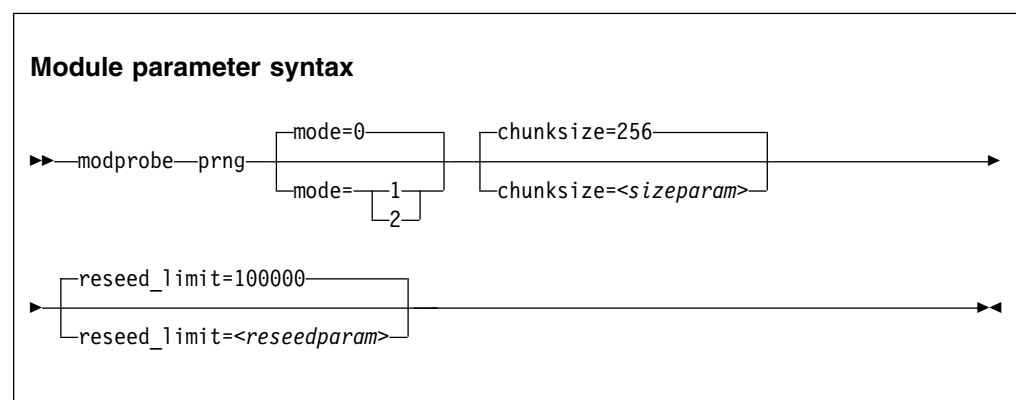 Module parameter syntax
mode=0 chunksize=256
modprobe prng
mode= 1 chunksize=<sizeparam>
2
reseed_limit=100000
reseed_limit=<reseedparam>